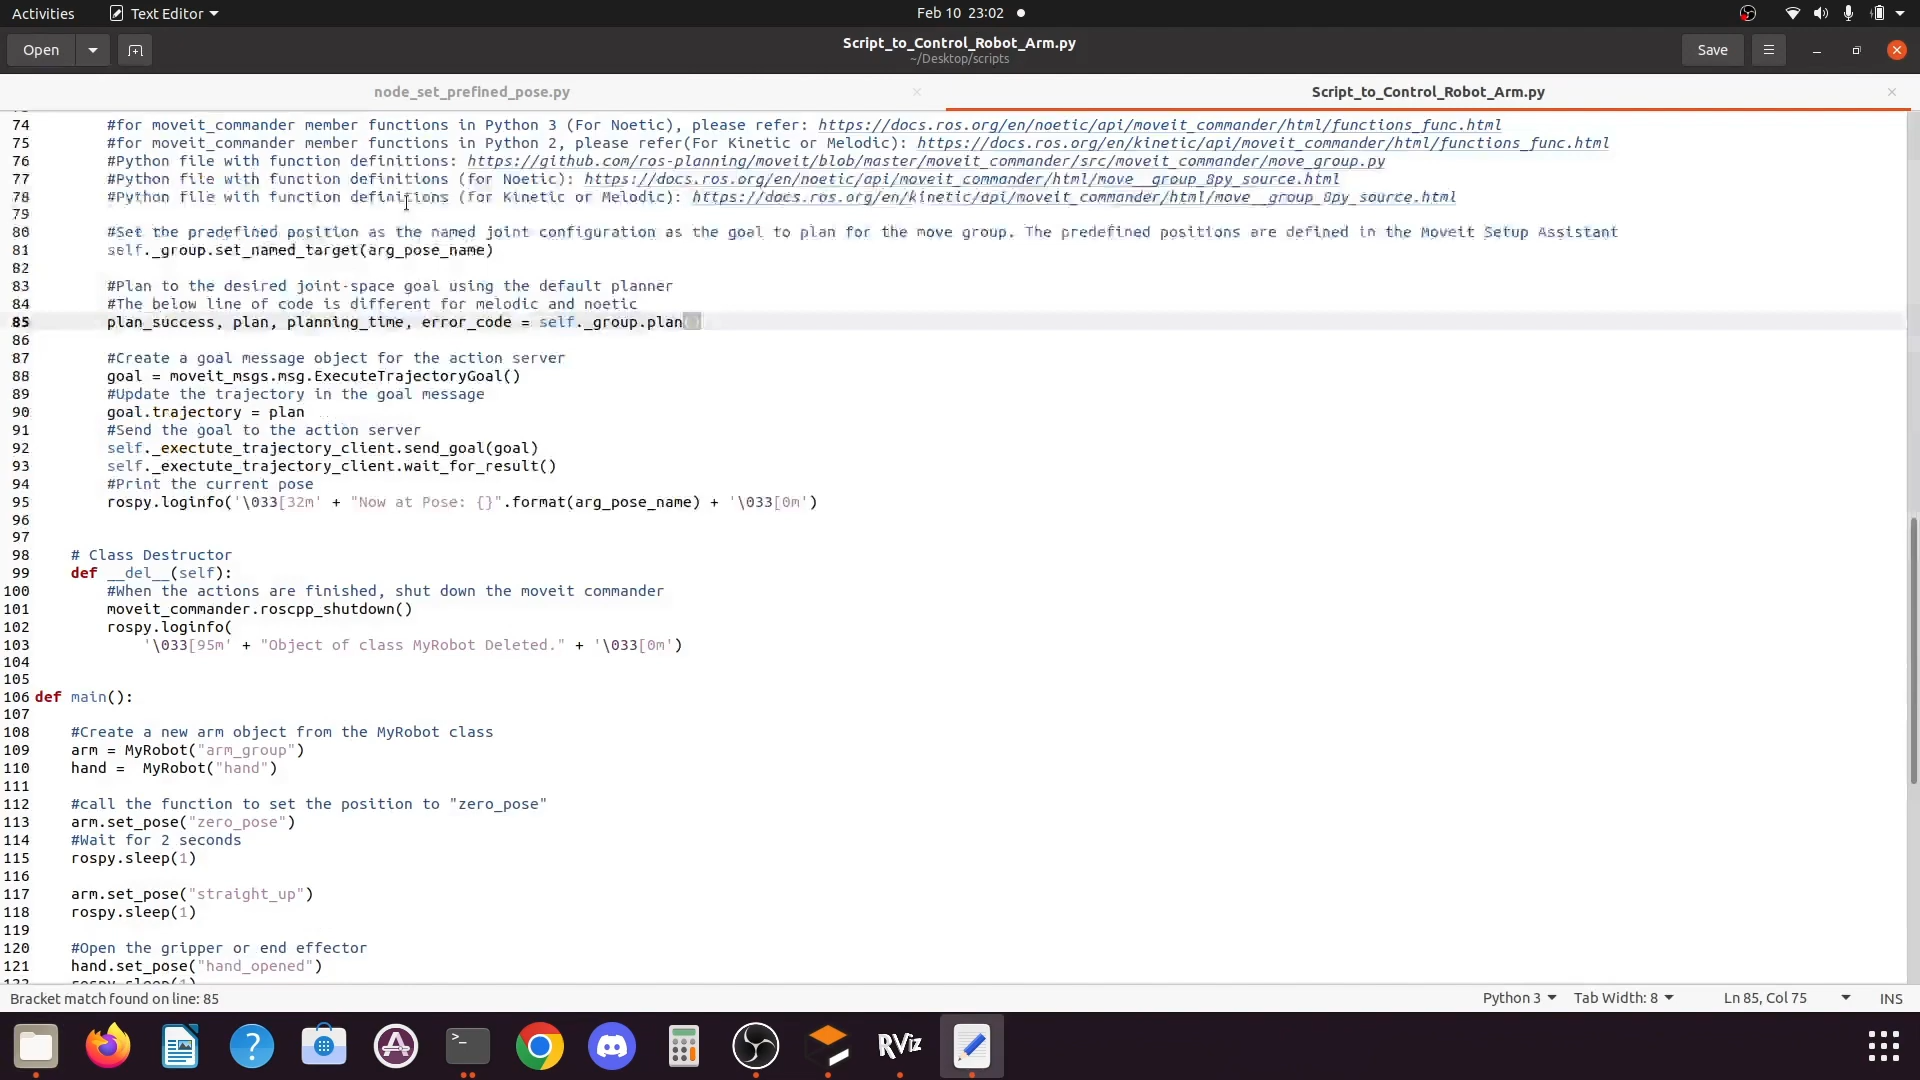 Activities
Text Editor
Feb 10 23:02
Open
Script_to_Control_Robot_Arm.py
~/Desktop/scripts
Save
node_set_prefined_pose.py
Script_to_Control_Robot_Arm.py
74 #for moveit_commander member functions in Python 3 (For Noetic), please refer: https://docs.ros.org/en/noetic/api/moveit_commander/html/functions_func.html
75 #for moveit_commander member functions in Python 2, please refer(For Kinetic or Melodic): https://docs.ros.org/en/kinetic/api/moveit_commander/html/functions_func.html
76 #Python file with function definitions: https://github.com/ros-planning/moveit/blob/master/moveit_commander/src/moveit_commander/move_group.py
77 #Python file with function definitions (for Noetic): https://docs.ros.org/en/noetic/api/moveit_commander/html/move__group_8py_source.html
78 #Python file with function definitions (for Kinetic or Melodic): https://docs.ros.org/en/kinetic/api/moveit_commander/html/move__group_8py_source.html
79
80 #Set the predefined position as the named joint configuration as the goal to plan for the move group. The predefined positions are defined in the Moveit Setup Assistant
81 self._group.set_named_target(arg_pose_name)
82
83 #Plan to the desired joint-space goal using the default planner
84 #The below line of code is different for melodic and noetic
85 plan_success, plan, planning_time, error_code = self._group.plan()
86
87 #Create a goal message object for the action server
88 goal = moveit_msgs.msg.ExecuteTrajectoryGoal()
89 #Update the trajectory in the goal message
90 goal.trajectory = plan
91 #Send the goal to the action server
92 self._exectute_trajectory_client.send_goal(goal)
93 self._exectute_trajectory_client.wait_for_result()
94 #Print the current pose
95 rospy.loginfo('\033[32m' + "Now at Pose: {}".format(arg_pose_name) + '\033[0m')
96
97
98 # Class Destructor
99 def __del__(self):
100 #When the actions are finished, shut down the moveit commander
101 moveit_commander.roscpp_shutdown()
102 rospy.loginfo(
103 '\033[95m' + "Object of class MyRobot Deleted." + '\033[0m')
104
105
106 def main():
107
108 #Create a new arm object from the MyRobot class
109 arm = MyRobot("arm_group")
110 hand = MyRobot("hand")
111
112 #call the function to set the position to "zero_pose"
113 arm.set_pose("zero_pose")
114 #Wait for 2 seconds
115 rospy.sleep(1)
116
117 arm.set_pose("straight_up")
118 rospy.sleep(1)
119
120 #Open the gripper or end effector
121 hand.set_pose("hand_opened")
Bracket match found on line: 85
Python 3
Tab Width: 8
Ln 85, Col 75
INS
RViz